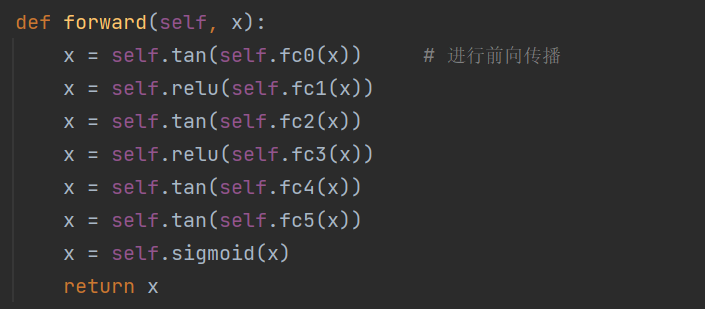 def forward(self, x):
    x = self.tan(self.fc0(x))     # 进行前向传播
    x = self.relu(self.fc1(x))
    x = self.tan(self.fc2(x))
    x = self.relu(self.fc3(x))
    x = self.tan(self.fc4(x))
    x = self.tan(self.fc5(x))
    x = self.sigmoid(x)
    return x